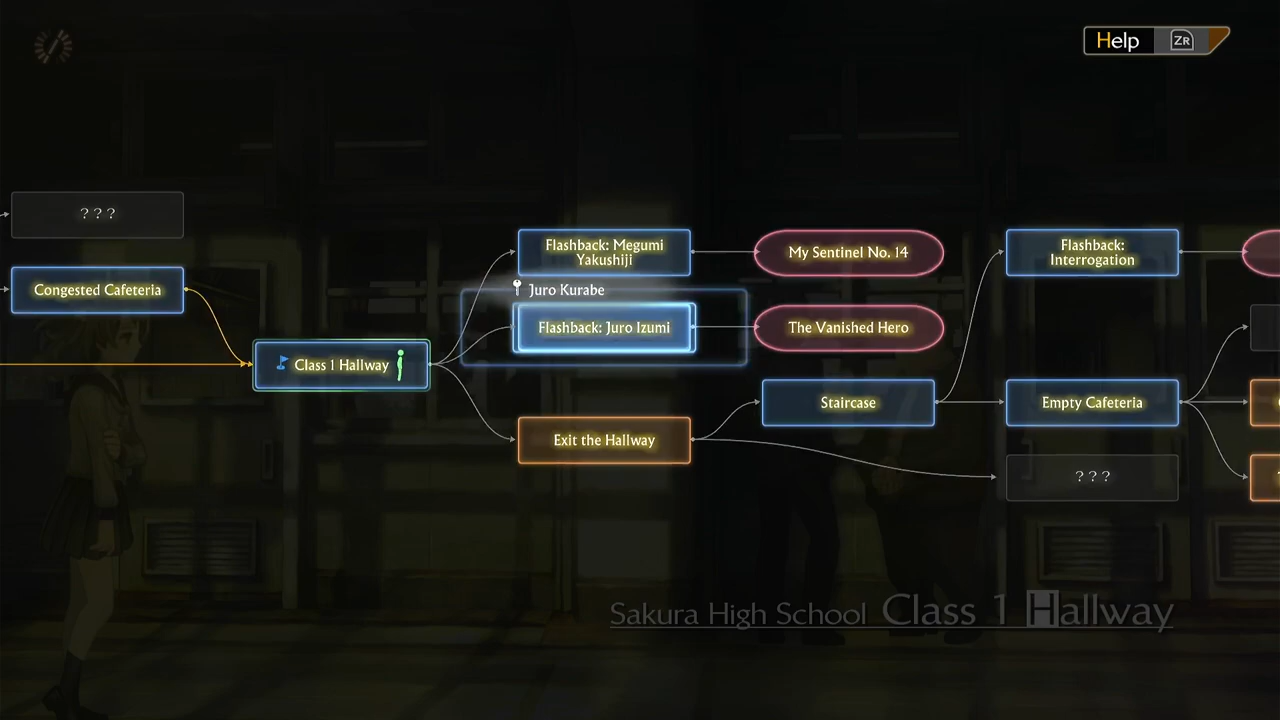 Help ZR
? ? ?
Congested Cafeteria
Class 1 Hallway
Flashback: Megumi
Yakushiji
My Sentinel No. 14
Juro Kurabe
Flashback: Juro Izumi
The Vanished Hero
Exit the Hallway
Staircase
Flashback:
Interrogation
Empty Cafeteria
? ? ?
Sakura High School Class 1 Hallway